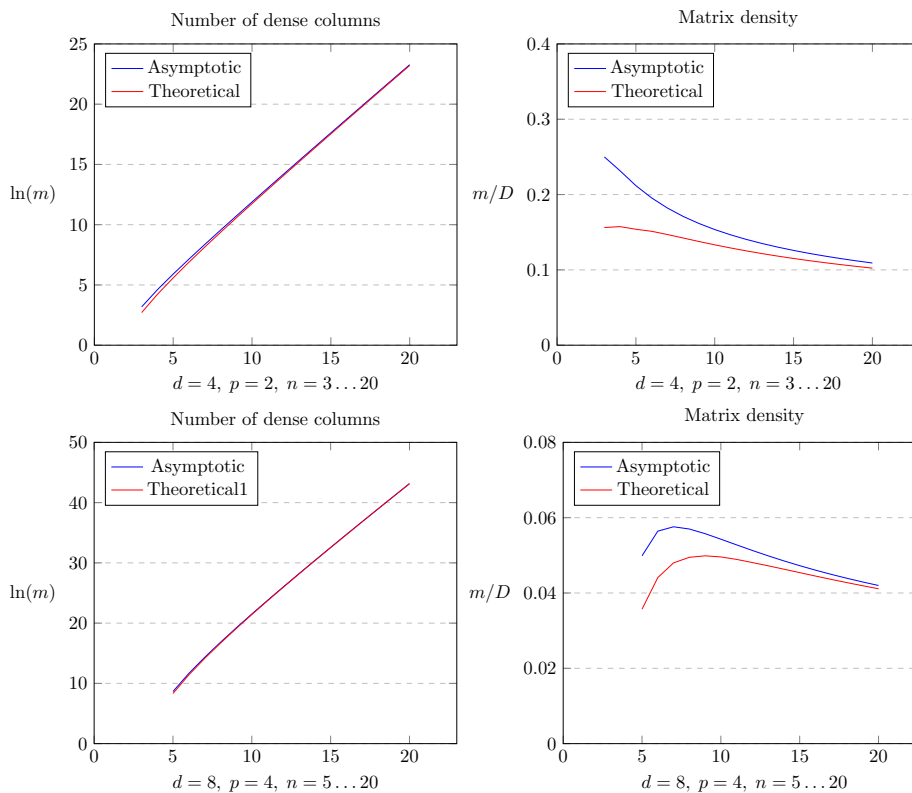 Number of dense columns
25
20
15
10
5
0
0 5 10 15 20
ln(m)
Asymptotic
Theoretical
d = 4, p = 2, n = 3 … 20
Matrix density
0.4
0.3
0.2
0.1
0
0 5 10 15 20
m/D
Asymptotic
Theoretical
d = 4, p = 2, n = 3 … 20
Number of dense columns
50
40
30
20
10
0
0 5 10 15 20
ln(m)
Asymptotic
Theoretical1
d = 8, p = 4, n = 5 … 20
Matrix density
0.08
0.06
0.04
0.02
0
0 5 10 15 20
m/D
Asymptotic
Theoretical
d = 8, p = 4, n = 5 … 20